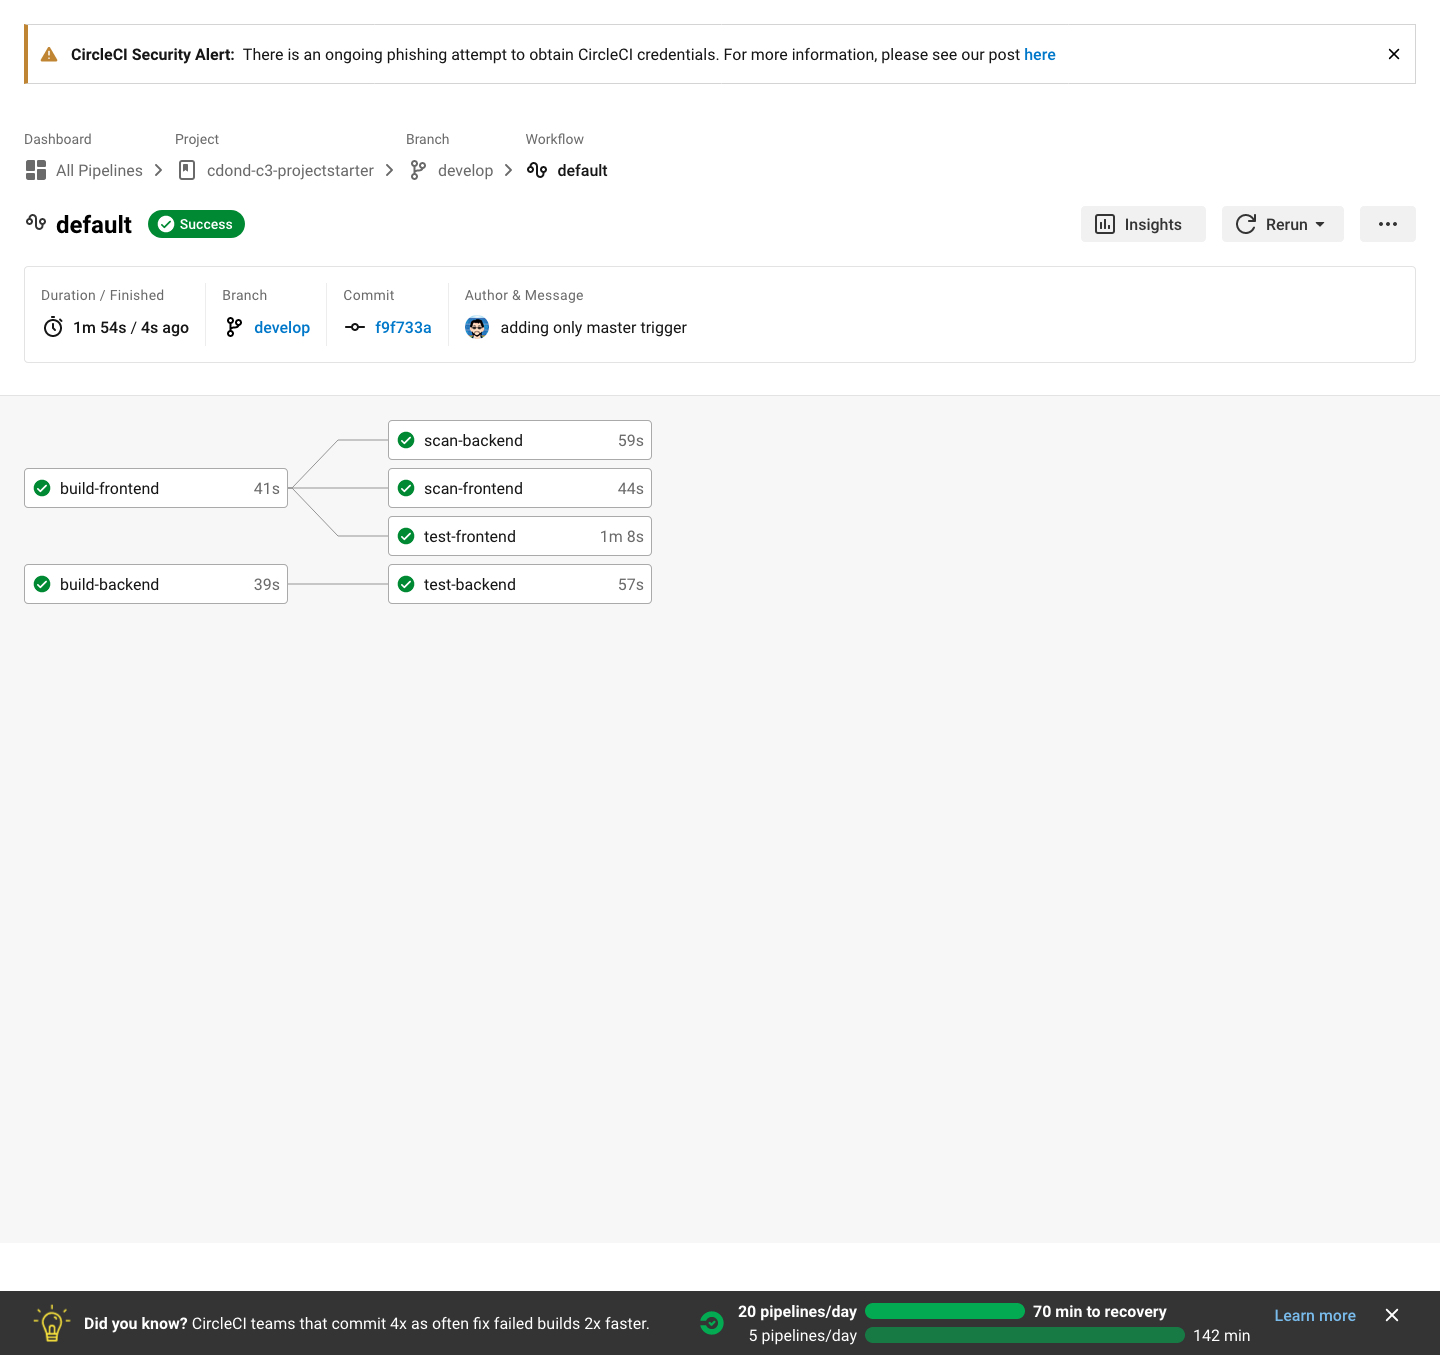 CircleCI Security Alert: There is an ongoing phishing attempt to obtain CircleCI credentials. For more information, please see our post here
Dashboard Project Branch Workflow
All Pipelines cdond-c3-projectstarter develop default
default Success Insights Rerun
Duration / Finished Branch Commit Author & Message
1m 54s / 4s ago develop f9f733a adding only master trigger
scan-backend 59s
build-frontend 41s scan-frontend 44s
test-frontend 1m 8s
build-backend 39s test-backend 57s
Did you know? CircleCI teams that commit 4x as often fix failed builds 2x faster.
20 pipelines/day 70 min to recovery
5 pipelines/day 142 min
Learn more